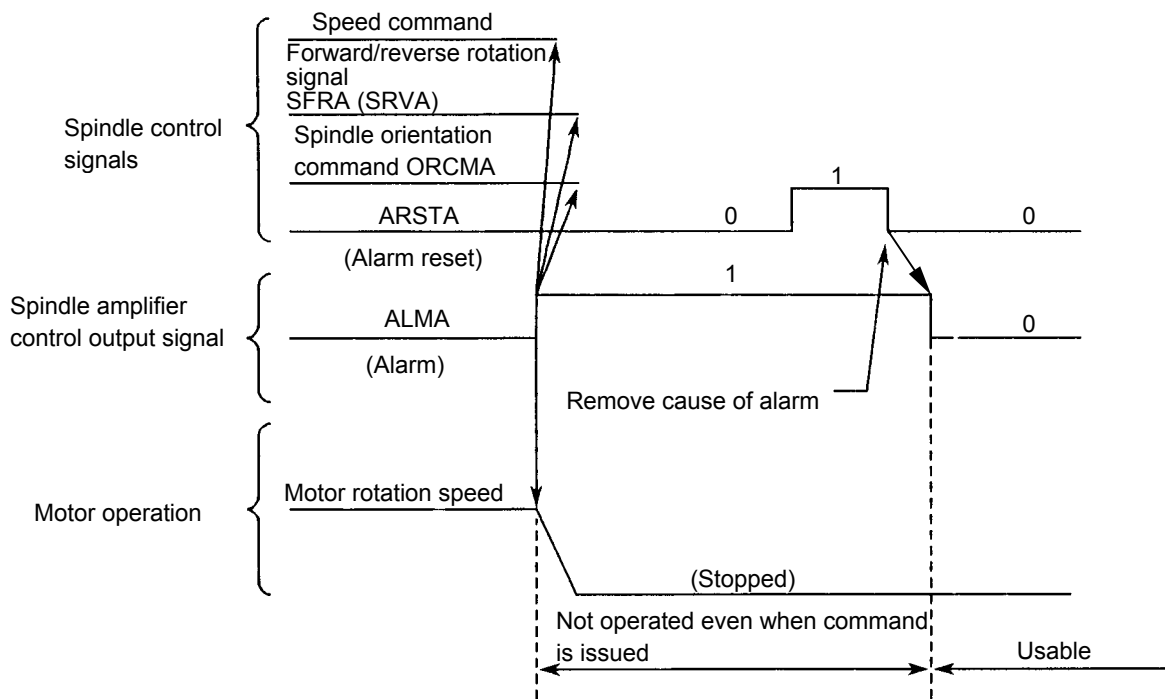 Speed command
Forward/reverse rotation
signal
SFRA (SRVA)
Spindle control
signals
Spindle orientation
command ORCMA
1
ARSTA
0
0
(Alarm reset)
1
Spindle amplifier
control output signal
ALMA
0
(Alarm)
Remove cause of alarm
Motor rotation speed
Motor operation
(Stopped)
Not operated even when command
is issued
Usable